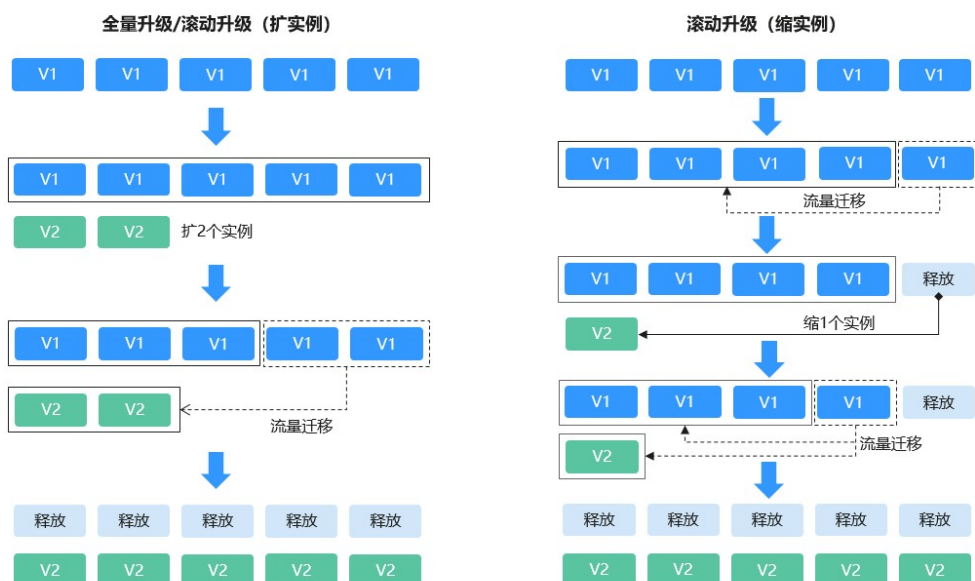 全量升级/滚动升级（扩实例）
V1 V1 V1 V1 V1
V1 V1 V1 V1 V1
V2 V2 扩2个实例
V1 V1 V1 V1 V1
V2 V2
流量迁移
释放 释放 释放 释放 释放
V2 V2 V2 V2 V2
滚动升级（缩实例）
V1 V1 V1 V1 V1
V1 V1 V1 V1 V1
流量迁移
V1 V1 V1 V1 释放
缩1个实例
V2
V1 V1 V1 V1 释放
流量迁移
V2
释放 释放 释放 释放 释放
V2 V2 V2 V2 V2